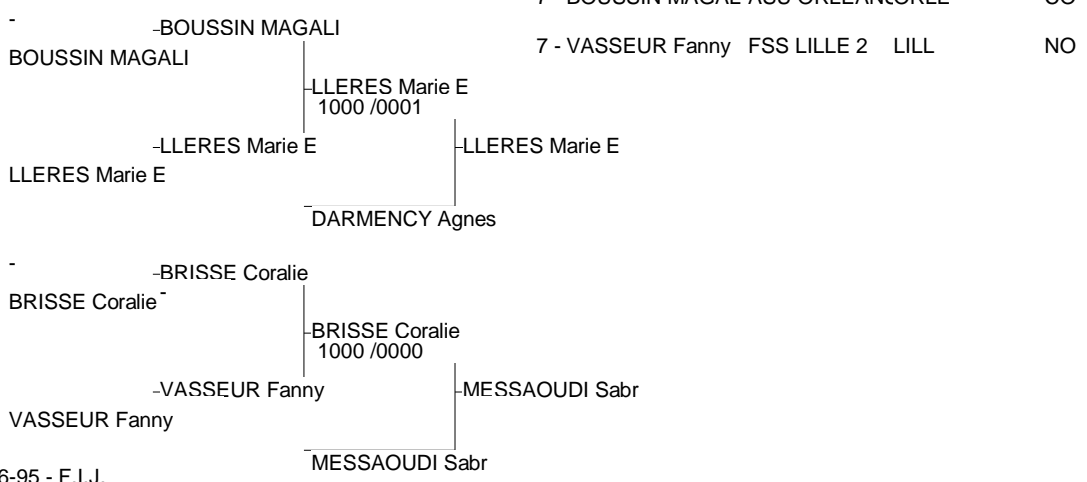 -BOUSSIN MAGALI
BOUSSIN MAGALI
7 - VASSEUR Fanny FSS LILLE 2 LILL NO
LLERES Marie E
1000 /0001
-LLERES Marie E
LLERES Marie E
LLERES Marie E
DARMENCY Agnes
-BRISSE Coralie
BRISSE Coralie -
BRISSE Coralie
1000 /0000
-VASSEUR Fanny
MESSAOUDI Sabr
VASSEUR Fanny
MESSAOUDI Sabr
6-95 - F.I.J.